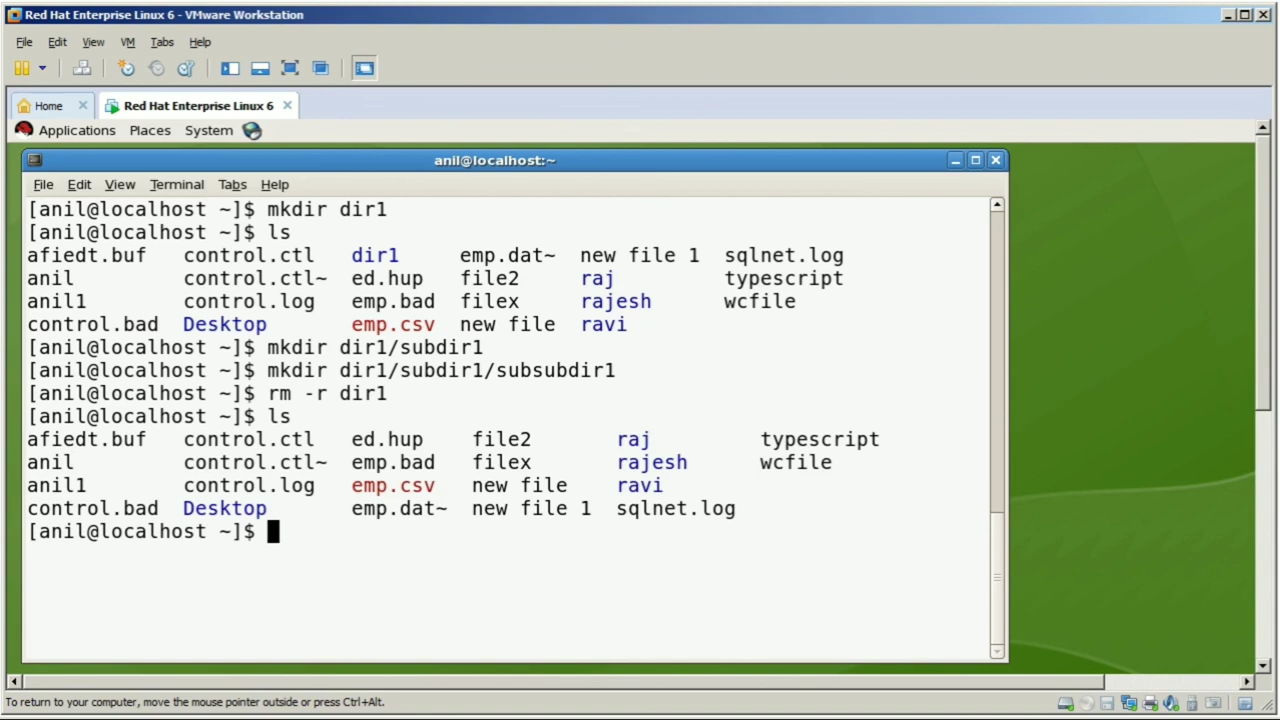 Red Hat Enterprise Linux 6 - VMware Workstation
File Edit View VM Tabs Help
Home Red Hat Enterprise Linux 6
Applications Places System
anil@localhost:~
File Edit View Terminal Tabs Help
[anil@localhost ~]$ mkdir dir1
[anil@localhost ~]$ ls
afiedt.buf control.ctl dir1 emp.dat~ new file 1 sqlnet.log
anil control.ctl~ ed.hup file2 raj typescript
anil1 control.log emp.bad filex rajesh wcfile
control.bad Desktop emp.csv new file ravi
[anil@localhost ~]$ mkdir dir1/subdir1
[anil@localhost ~]$ mkdir dir1/subdir1/subsubdir1
[anil@localhost ~]$ rm -r dir1
[anil@localhost ~]$ ls
afiedt.buf control.ctl ed.hup file2 raj typescript
anil control.ctl~ emp.bad filex rajesh wcfile
anil1 control.log emp.csv new file ravi
control.bad Desktop emp.dat~ new file 1 sqlnet.log
[anil@localhost ~]$
To return to your computer, move the mouse pointer outside or press Ctrl+Alt.